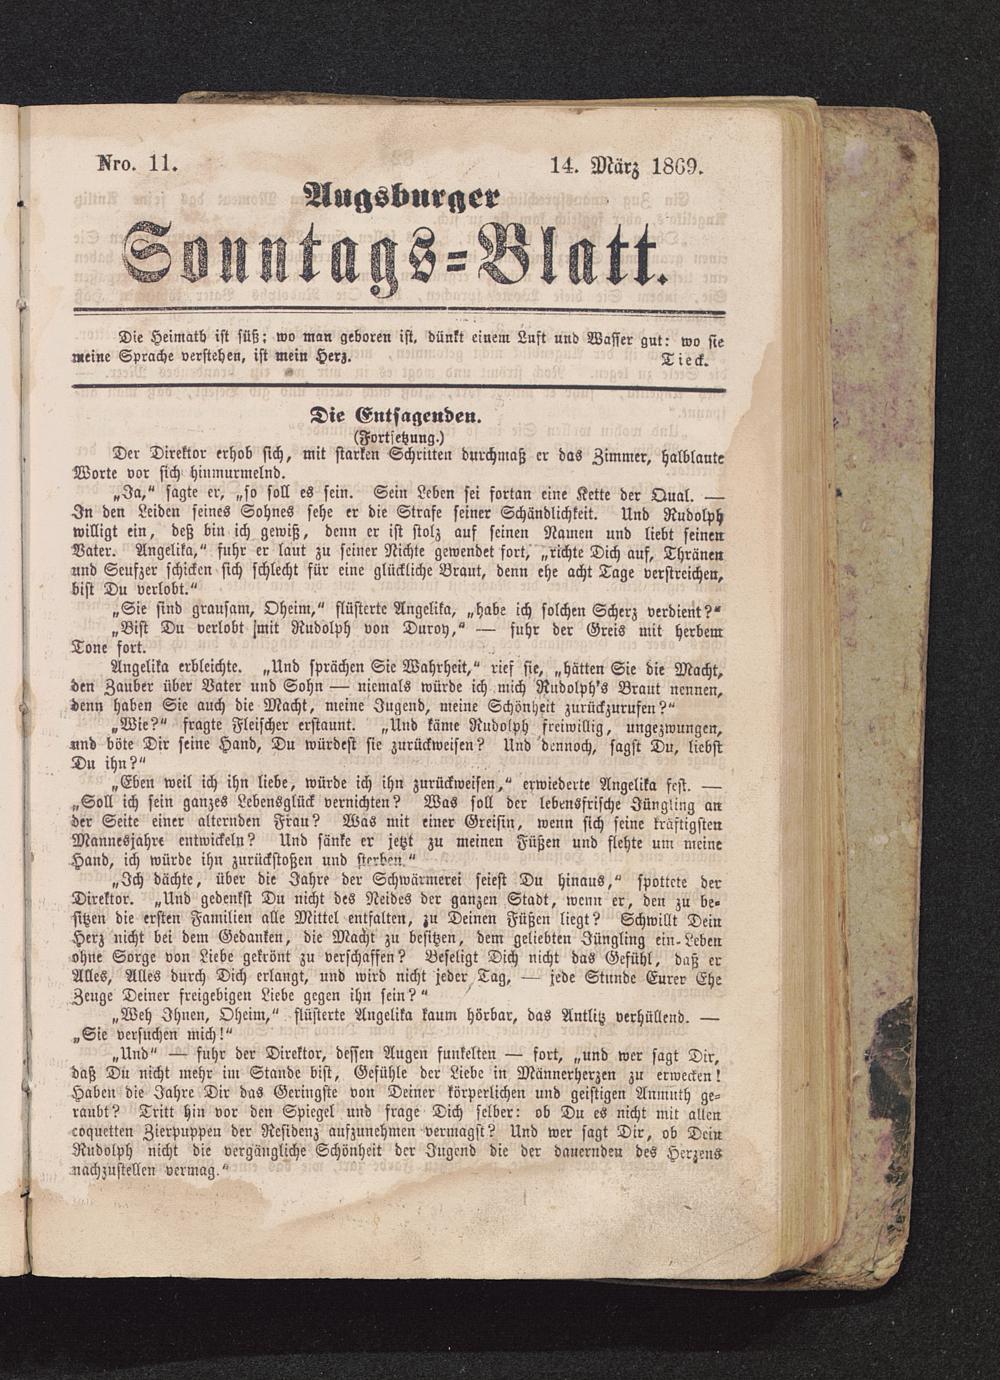 Nro. 11.
14. März 1869.
Augsburger
Sonntags=Blatt.
Die Heimath ist süß; wo man geboren ist, dünkt einem Luft und Wasser gut: wo sie
meine Sprache verstehen, ist mein Herz.
Tieck.
Die Entsagenden.
(Fortsetzung.)
Der Direktor erhob sich, mit starken Schritten durchmaß er das Zimmer, halblaute
Worte vor sich hinmurmelnd.
„Ja,“ sagte er, „so soll es sein. Sein Leben sei fortan eine Kette der Qual. —
In den Leiden seines Sohnes sehe er die Strafe seiner Schändlichkeit. Und Rudolph
willigt ein, deß bin ich gewiß, denn er ist stolz auf seinen Namen und liebt seinen
Vater. Angelika,“ fuhr er laut zu seiner Nichte gewendet fort, „richte Dich auf, Thränen
und Seufzer schicken sich schlecht für eine glückliche Braut, denn ehe acht Tage verstreichen,
bist Du verlobt.“
„Sie sind grausam, Oheim,“ flüsterte Angelika, „habe ich solchen Scherz verdient?“
„Bist Du verlobt mit Rudolph von Duroy,“ — fuhr der Greis mit herbem
Tone fort.
Angelika erbleichte. „Und sprächen Sie Wahrheit,“ rief sie, „hätten Sie die Macht,
den Zauber über Vater und Sohn — niemals würde ich mich Rudolph's Braut nennen,
denn haben Sie auch die Macht, meine Jugend, meine Schönheit zurückzurufen?“
„Wie?“ fragte Fleischer erstaunt. „Und käme Rudolph freiwillig, ungezwungen,
und böte Dir seine Hand, Du würdest sie zurückweisen? Und dennoch, sagst Du, liebst
Du ihn?“
„Eben weil ich ihn liebe, würde ich ihn zurückweisen,“ erwiederte Angelika fest. —
„Soll ich sein ganzes Lebensglück vernichten? Was soll der lebensfrische Jüngling an
der Seite einer alternden Frau? Was mit einer Greisin, wenn sich seine kräftigsten
Mannesjahre entwickeln? Und sänke er jetzt zu meinen Füßen und flehte um meine
Hand, ich würde ihn zurückstoßen und sterben.“
„Ich dächte, über die Jahre der Schwärmerei seiest Du hinaus,“ spottete der
Direktor. „Und gedenkst Du nicht des Neides der ganzen Stadt, wenn er, den zu be=
sitzen die ersten Familien alle Mittel entfalten, zu Deinen Füßen liegt? Schwillt Dein
Herz nicht bei dem Gedanken, die Macht zu besitzen, dem geliebten Jüngling ein Leben
ohne Sorge von Liebe gekrönt zu verschaffen? Beseligt Dich nicht das Gefühl, daß er
Alles, Alles durch Dich erlangt, und wird nicht jeder Tag, — jede Stunde Eurer Ehe
Zeuge Deiner freigebigen Liebe gegen ihn sein?“
„Weh Ihnen, Oheim,“ flüsterte Angelika kaum hörbar, das Antlitz verhüllend. —
„Sie versuchen mich!“
„Und“ — fuhr der Direktor, dessen Augen funkelten — fort, „und wer sagt Dir,
daß Du nicht mehr im Stande bist, Gefühle der Liebe in Männerherzen zu erwecken!
Haben die Jahre Dir das Geringste von Deiner körperlichen und geistigen Anmuth ge=
raubt? Tritt hin vor den Spiegel und frage Dich selber: ob Du es nicht mit allen
coquetten Zierpuppen der Residenz aufzunehmen vermagst? Und wer sagt Dir, ob Dein
Rudolph nicht die vergängliche Schönheit der Jugend die der dauernden des Herzens
nachzustellen vermag.“